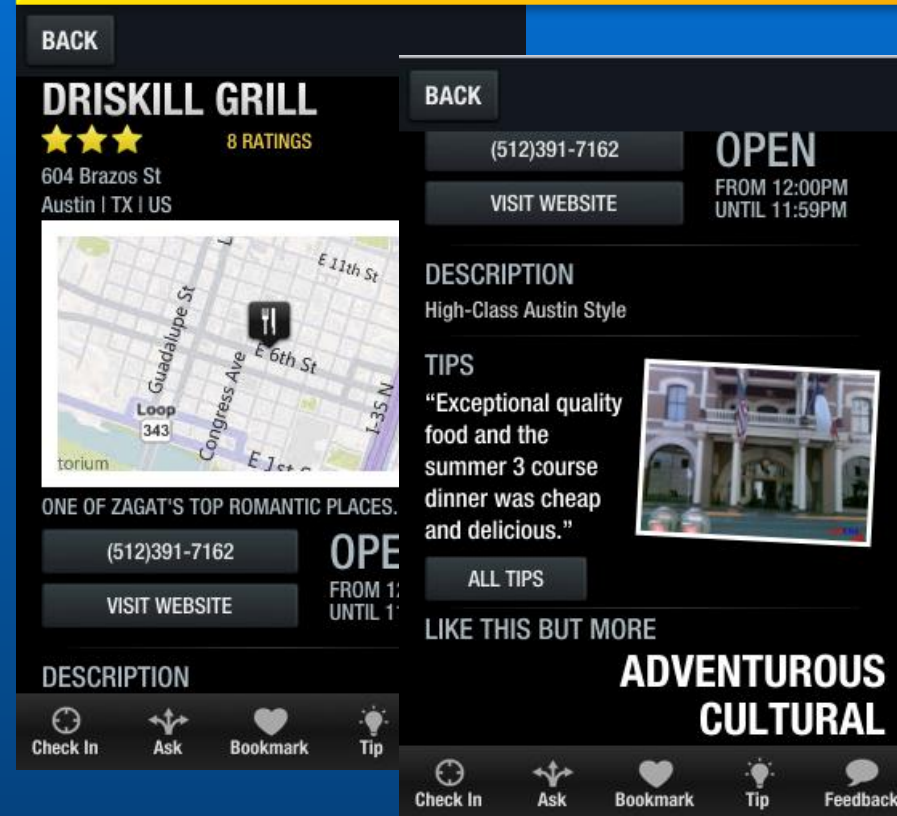 BACK
DRISKILL GRILL
8 RATINGS
604 Brazos St
Austin | TX | US
E 11th St
Guadalupe St
E 6th St
Congress Ave
Loop
343
I-35 N
torium
E 1st
ONE OF ZAGAT'S TOP ROMANTIC PLACES.
(512)391-7162
OPE
FROM 12
UNTIL 11
VISIT WEBSITE
DESCRIPTION
Check In
Ask
Bookmark
Tip
BACK
(512)391-7162
OPEN
FROM 12:00PM
UNTIL 11:59PM
VISIT WEBSITE
DESCRIPTION
High-Class Austin Style
TIPS
“Exceptional quality
food and the
summer 3 course
dinner was cheap
and delicious.”
ALL TIPS
LIKE THIS BUT MORE
ADVENTUROUS
CULTURAL
Check In
Ask
Bookmark
Tip
Feedback